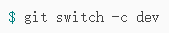 $ git switch -c dev